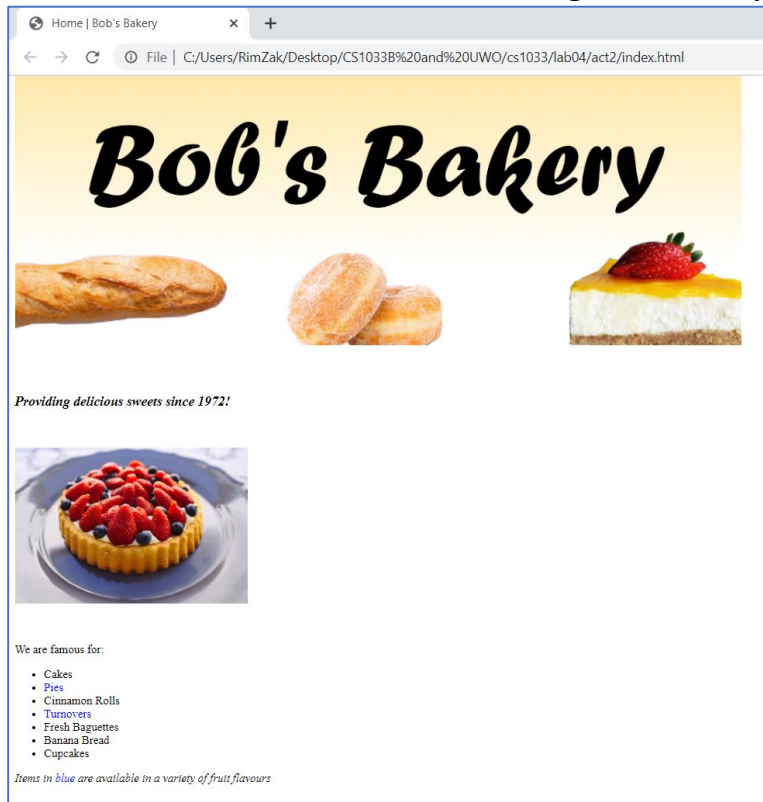 Home | Bob's Bakery
File | C:/Users/RimZak/Desktop/CS1033B%20and%20UWO/cs1033/lab04/act2/index.html
Bob's Bakery
Providing delicious sweets since 1972!
We are famous for:
• Cakes
• Pies
• Cinnamon Rolls
• Turnovers
• Fresh Baguettes
• Banana Bread
• Cupcakes
Items in blue are available in a variety of fruit flavours